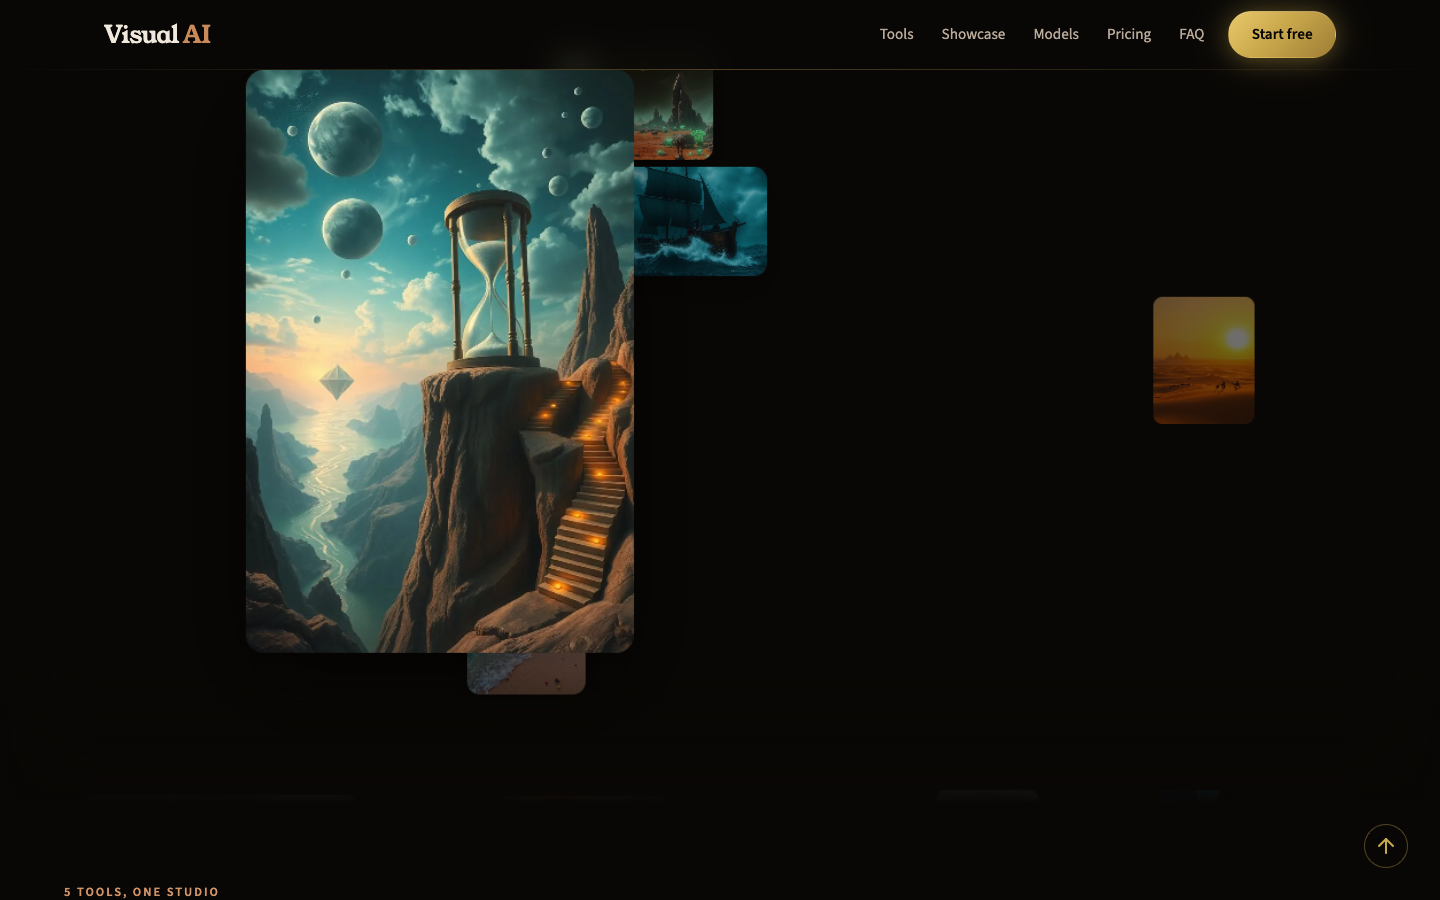 Visual AI
Tools
Showcase
Models
Pricing
FAQ
Start free
5 TOOLS, ONE STUDIO